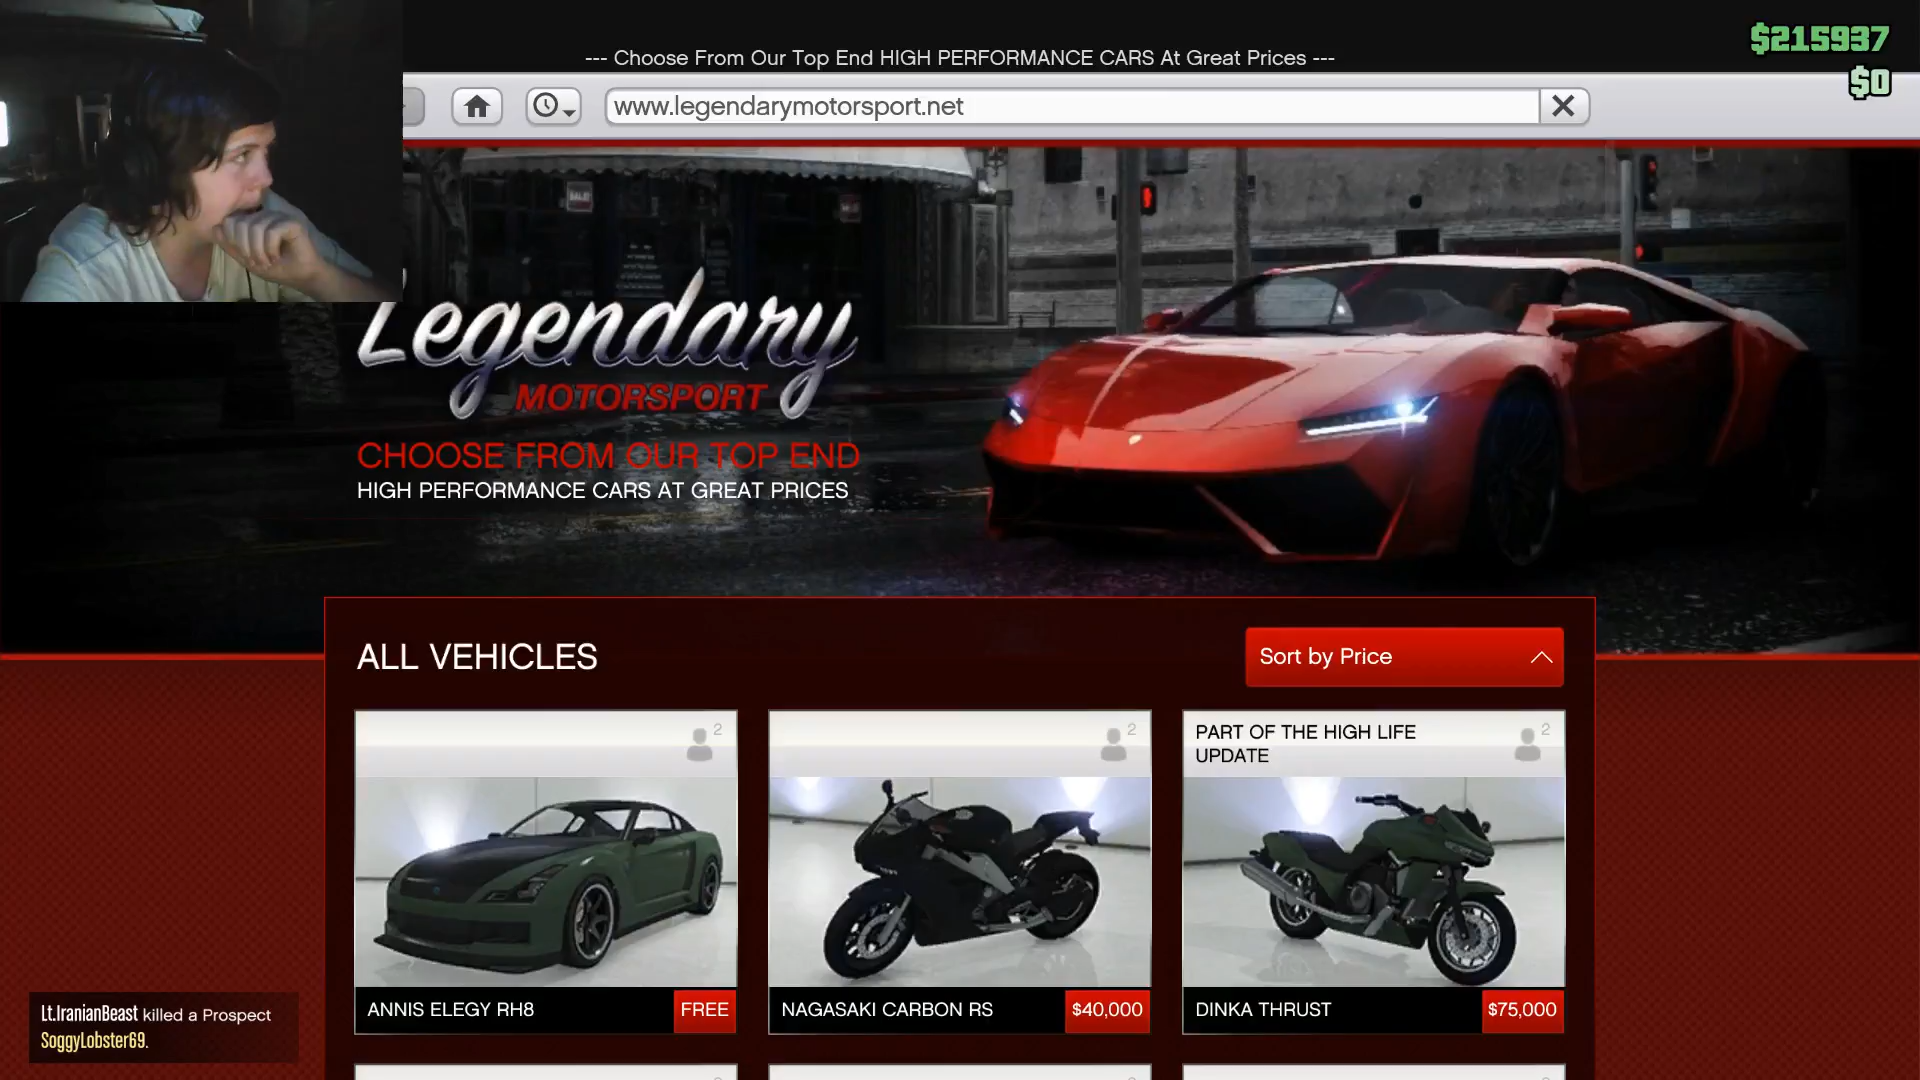 --- Choose From Our Top End HIGH PERFORMANCE CARS At Great Prices ---
$215937
$0
www.legendarymotorsport.net
Legendary
MOTORSPORT
CHOOSE FROM OUR TOP END
HIGH PERFORMANCE CARS AT GREAT PRICES
ALL VEHICLES
Sort by Price
2
2
PART OF THE HIGH LIFE
UPDATE
2
ANNIS ELEGY RH8
FREE
NAGASAKI CARBON RS
$40,000
DINKA THRUST
$75,000
Lt.IranianBeast killed a Prospect
SoggyLobster69.